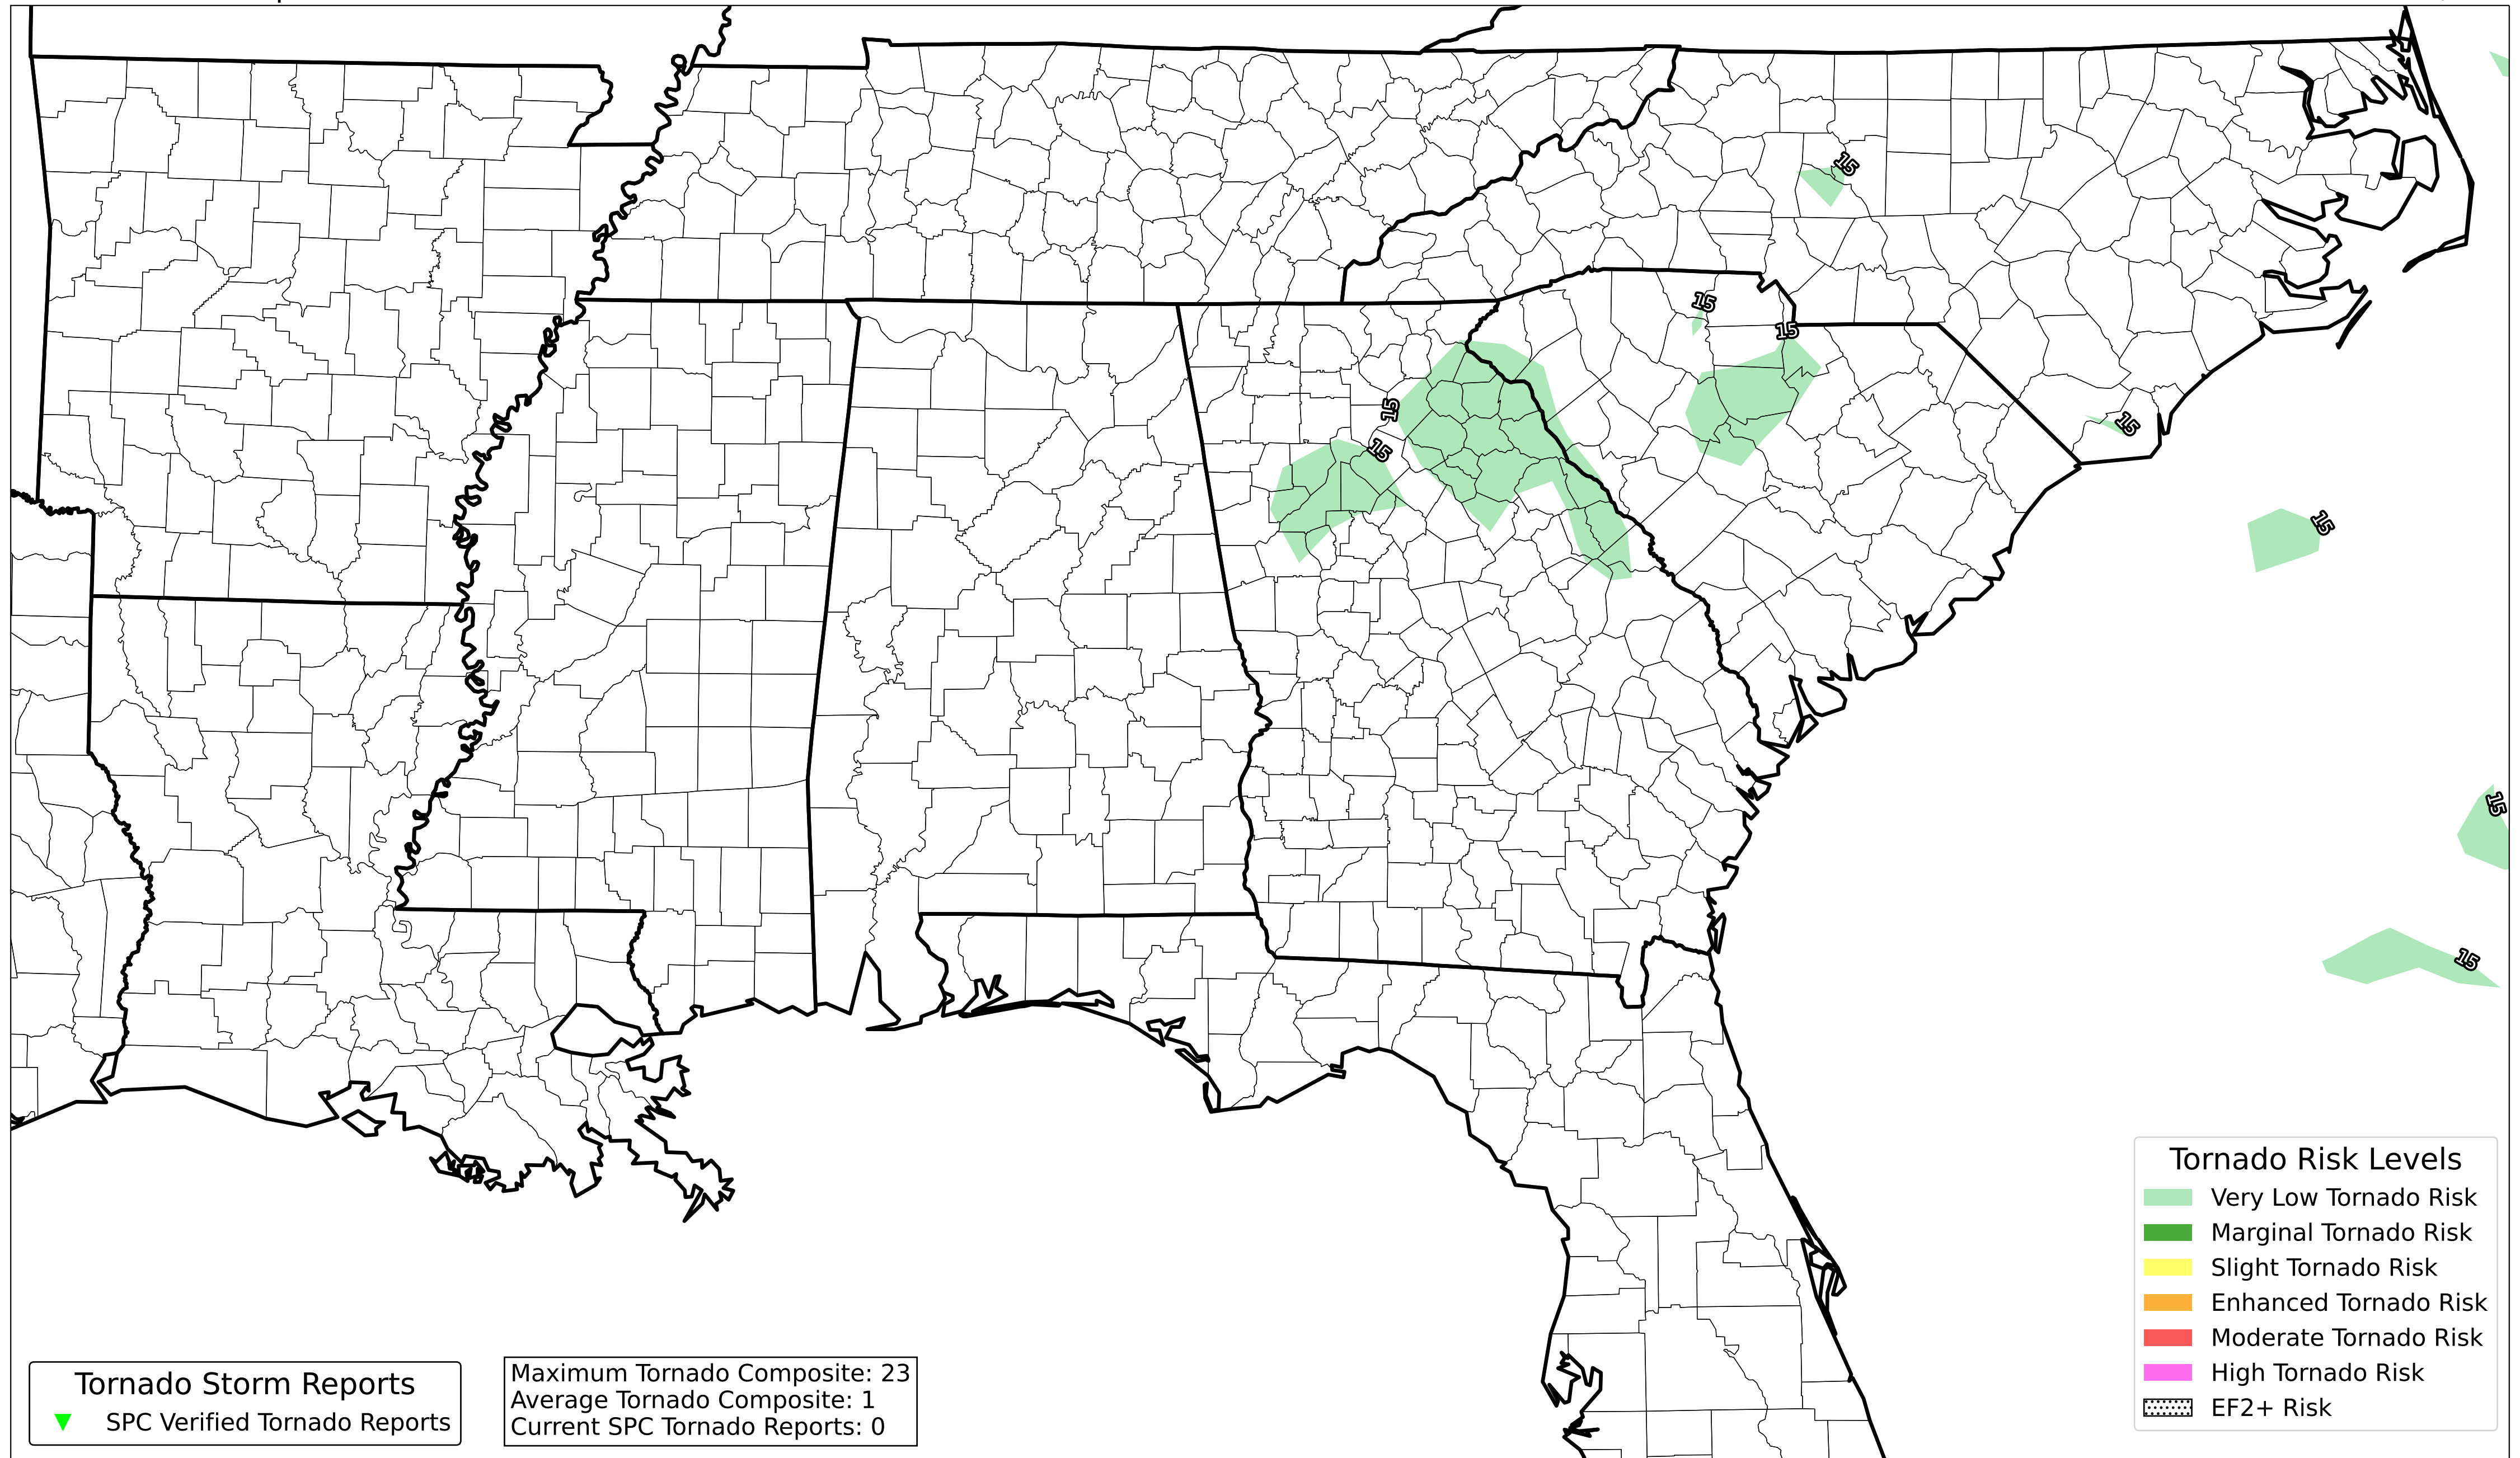 15
15
15
15
15
15
15
15
15
Tornado Risk Levels
Very Low Tornado Risk
Marginal Tornado Risk
Slight Tornado Risk
Enhanced Tornado Risk
Moderate Tornado Risk
High Tornado Risk
EF2+ Risk
Tornado Storm Reports
SPC Verified Tornado Reports
Maximum Tornado Composite: 23
Average Tornado Composite: 1
Current SPC Tornado Reports: 0